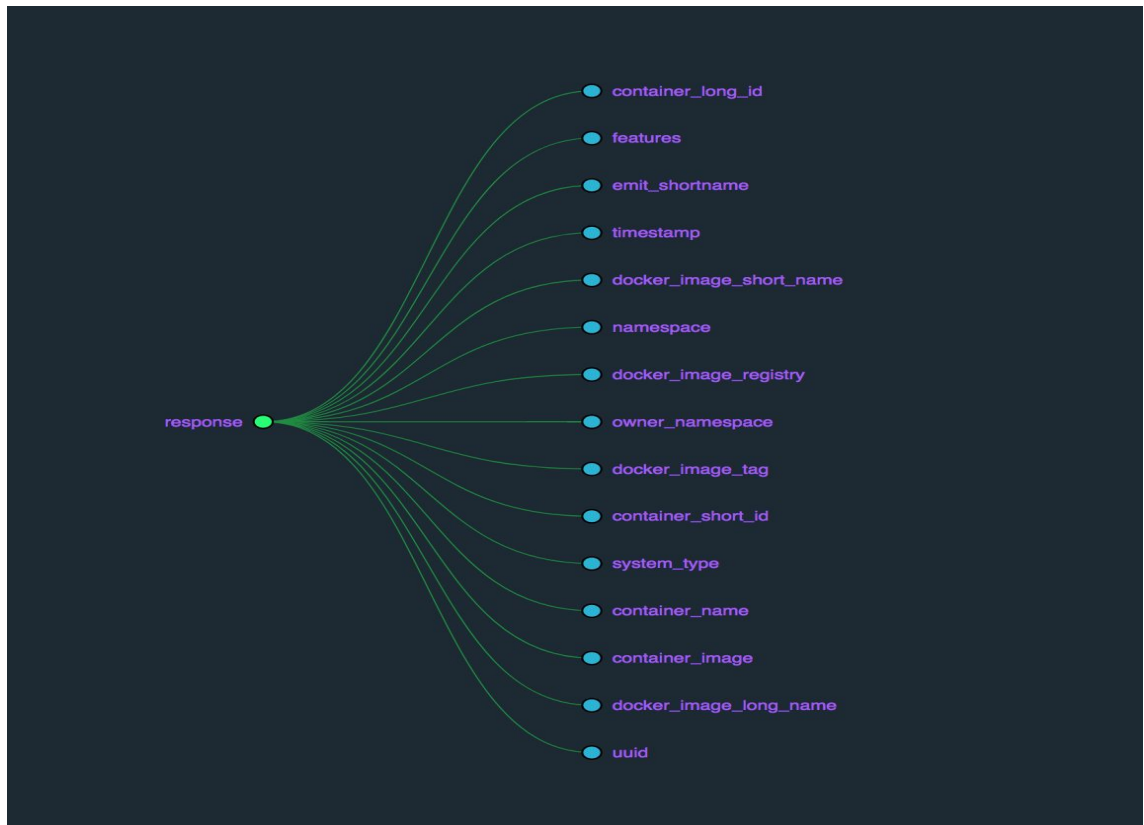 container_long_id
features
emit_shortname
timestamp
docker_image_short_name
namespace
docker_image_registry
response
owner_namespace
docker_image_tag
container_short_id
system_type
container_name
container_image
docker_image_long_name
uuid